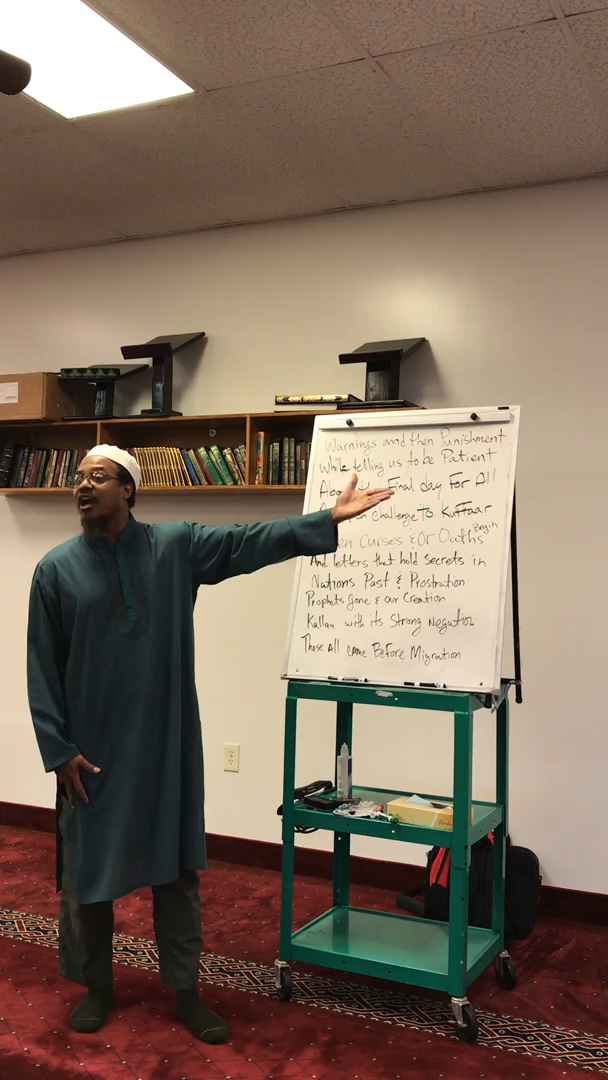 Warnings and then Punishment
While telling us to be Patient
Final day For All
Challenge To Kuffaar
Curses & Or Oaths Begin
And letters that hold secrets in
Nations Past & Prostration
Prophets gone & our Creation
Kallaa with its Strong Negation
These All came Before Migration